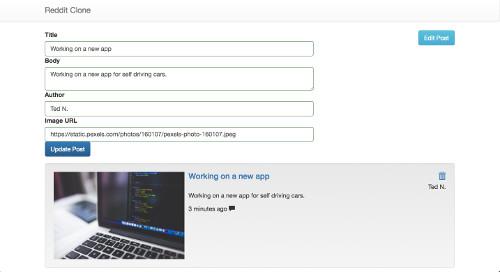 Reddit Clone
Title
Edit Post
Working on a new app
Body
Working on a new app for self driving cars.
Author
Ted N.
Image URL
https://static.pexels.com/photos/160107/pexels-photo-160107.jpeg
Update Post
Working on a new app
Ted N.
Working on a new app for self driving cars.
3 minutes ago